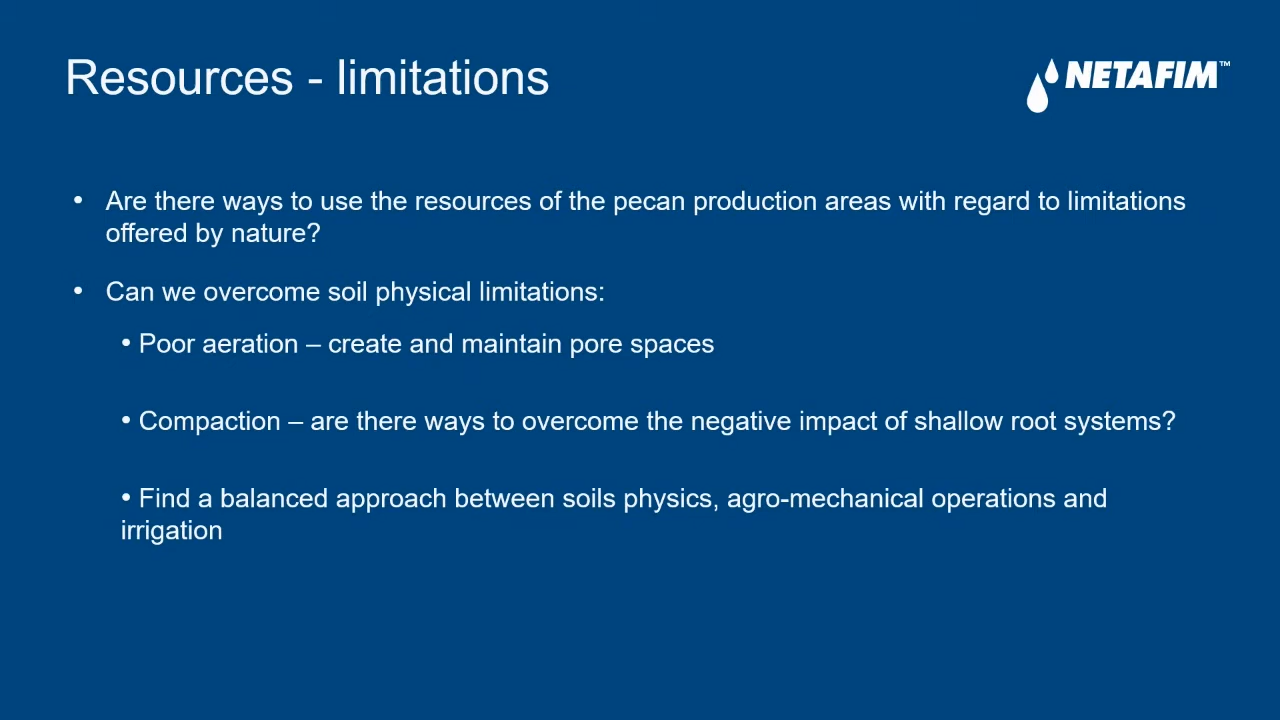 Resources - limitations
NETAFIM™
• Are there ways to use the resources of the pecan production areas with regard to limitations
offered by nature?
• Can we overcome soil physical limitations:
• Poor aeration – create and maintain pore spaces
• Compaction – are there ways to overcome the negative impact of shallow root systems?
• Find a balanced approach between soils physics, agro-mechanical operations and
irrigation